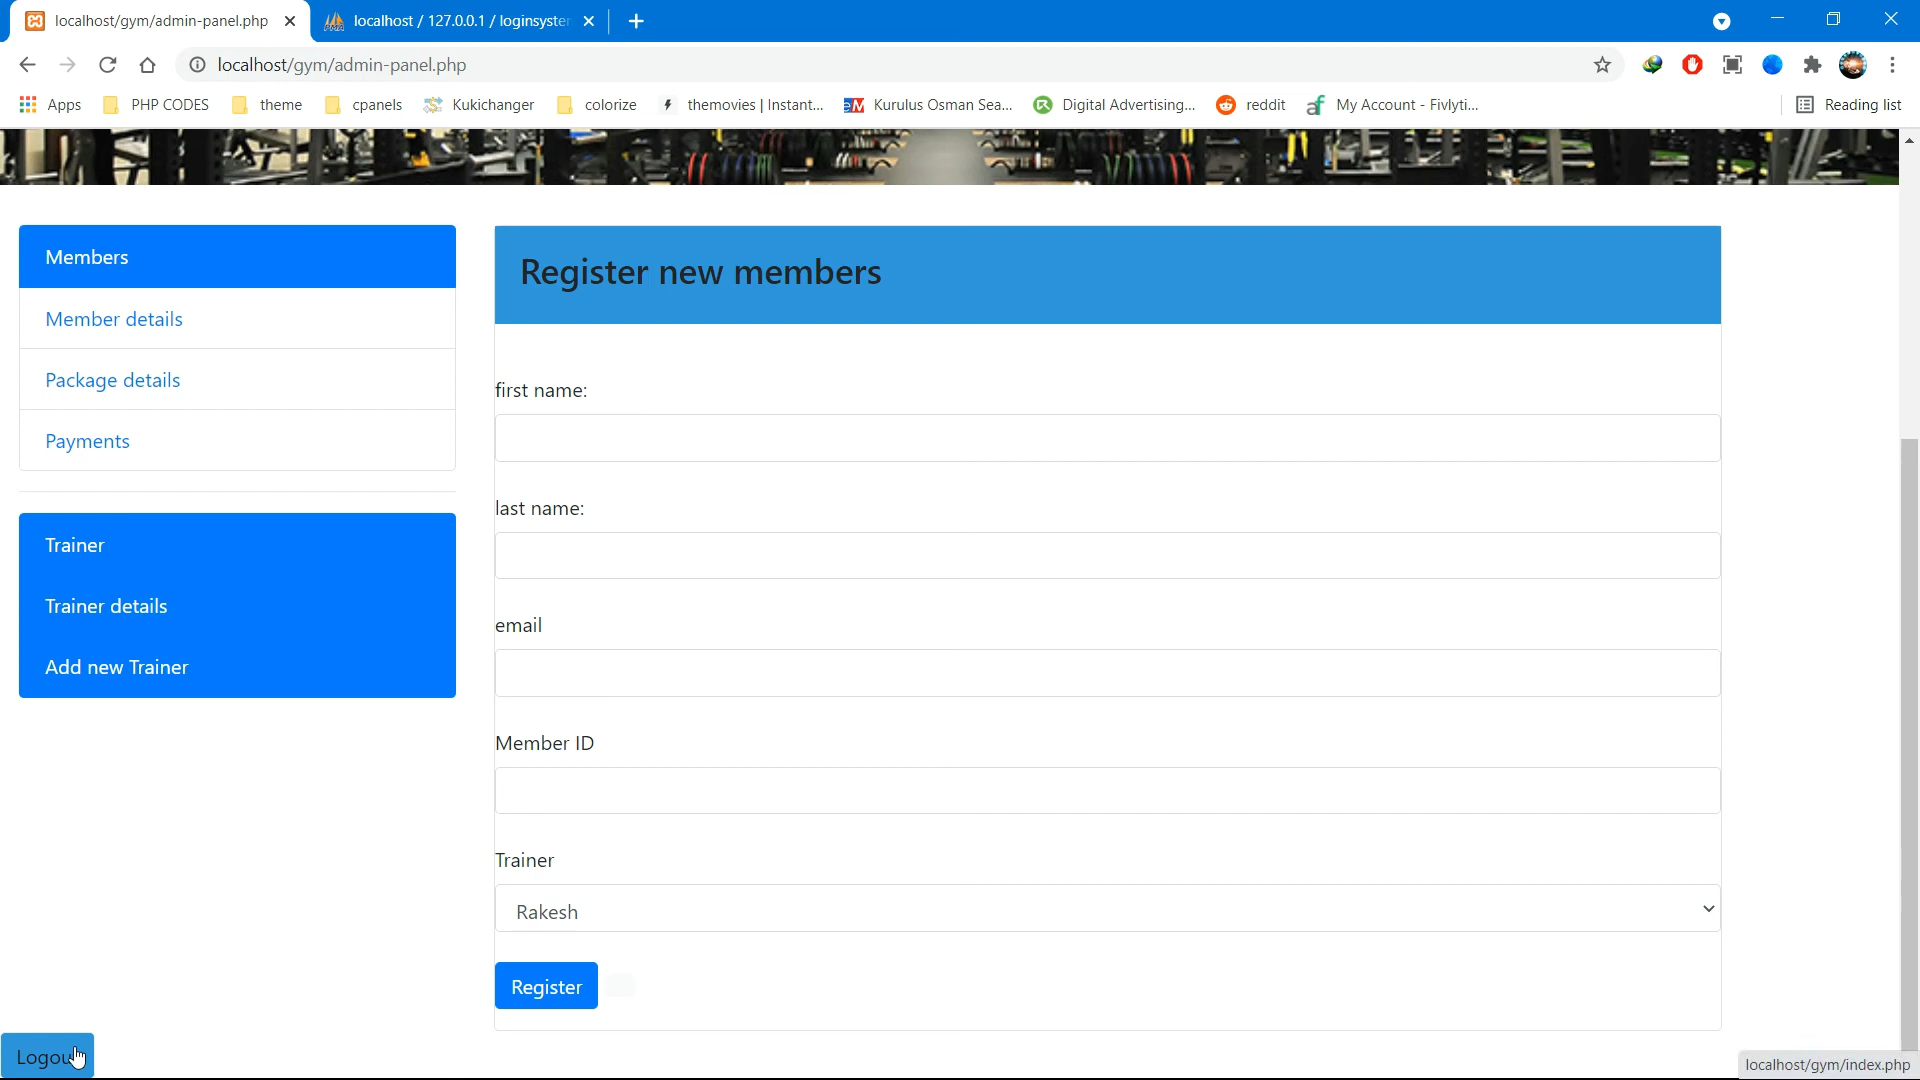 localhost/gym/admin-panel.php
localhost / 127.0.0.1 / loginsyste
localhost/gym/admin-panel.php
Apps PHP CODES theme cpanels Kukichanger colorize themovies | Instant... Kurulus Osman Sea... Digital Advertising... reddit My Account - Fivlyti... Reading list
Members
Member details
Package details
Payments
Trainer
Trainer details
Add new Trainer
Register new members
first name:
last name:
email
Member ID
Trainer
Rakesh
Register
Logou
localhost/gym/index.php